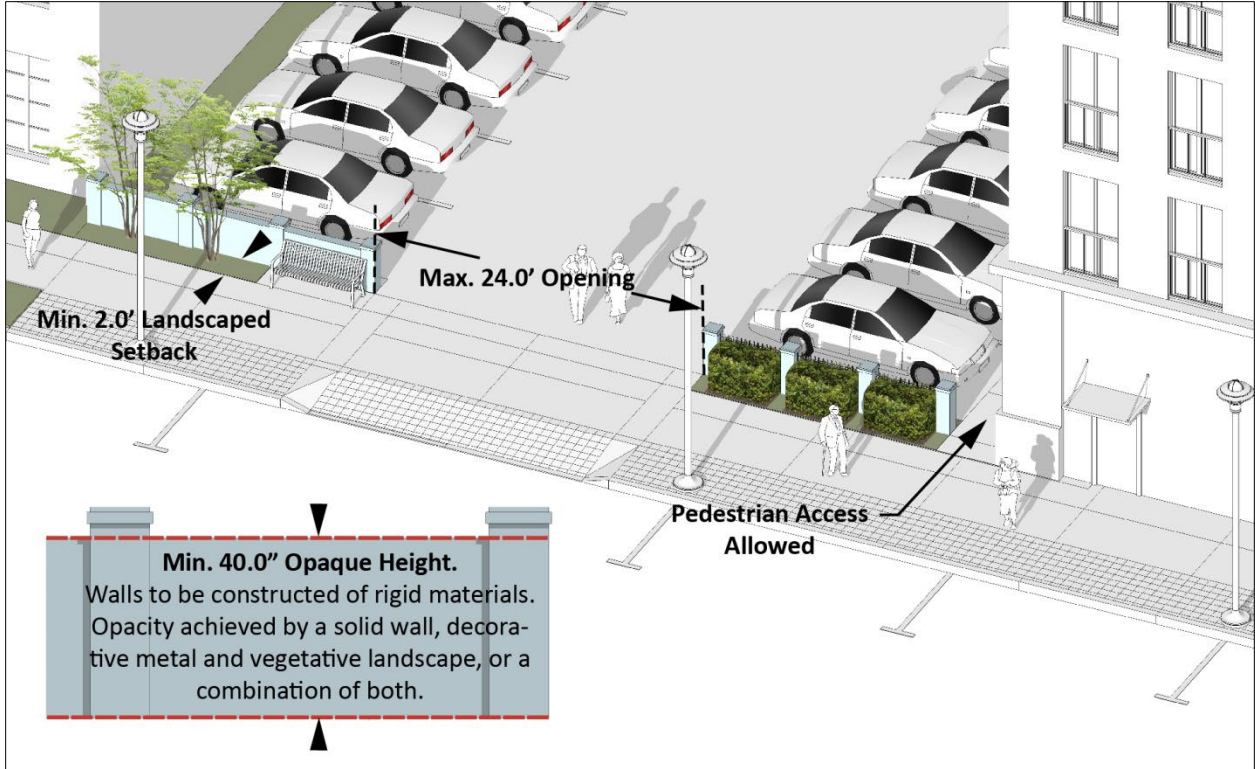 Max. 24.0’ Opening
Min. 2.0’ Landscaped
Setback
Pedestrian Access
Allowed
Min. 40.0” Opaque Height.
Walls to be constructed of rigid materials.
Opacity achieved by a solid wall, decora-
tive metal and vegetative landscape, or a
combination of both.